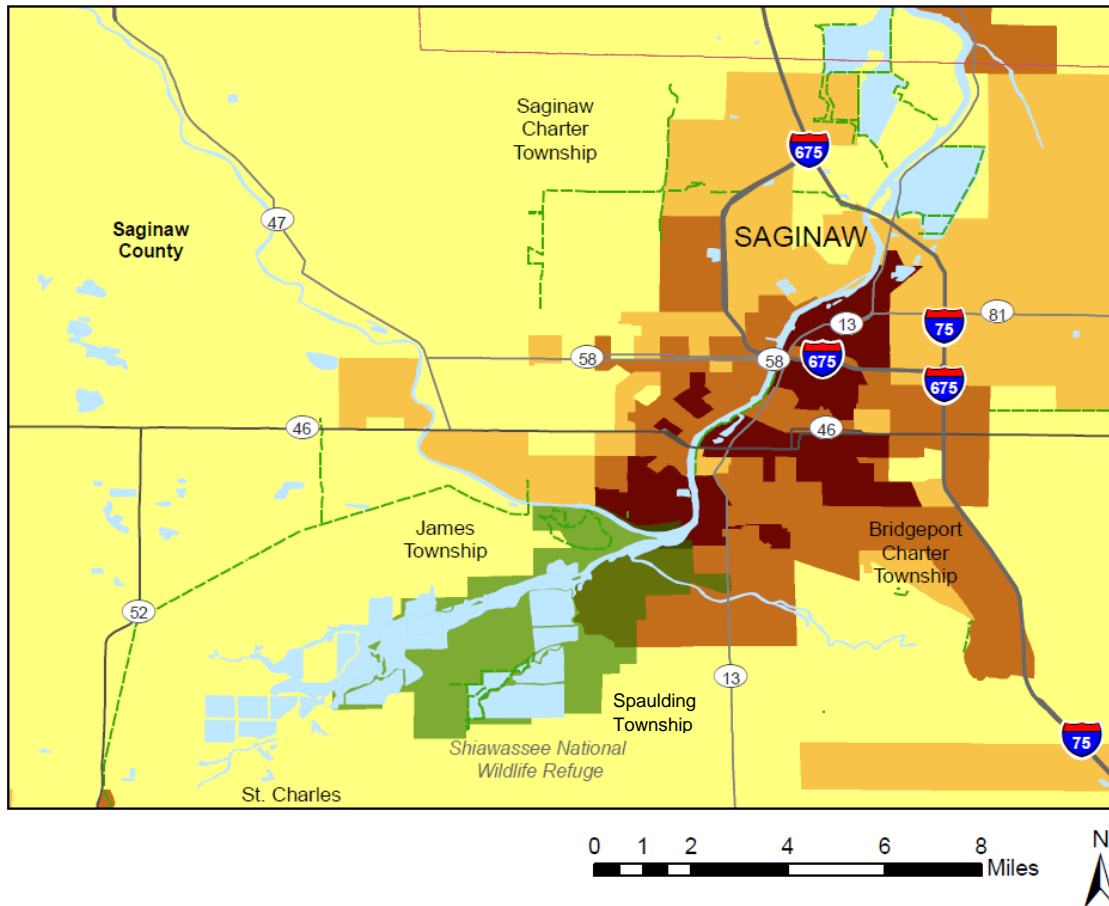 Saginaw
Charter
Township
675
47
Saginaw
County
SAGINAW
13
75
81
58
58
675
675
46
46
James
Township
Bridgeport
Charter
Township
52
13
Spaulding
Township
75
Shiawassee National
Wildlife Refuge
St. Charles
0 1 2 4 6 8
Miles
N